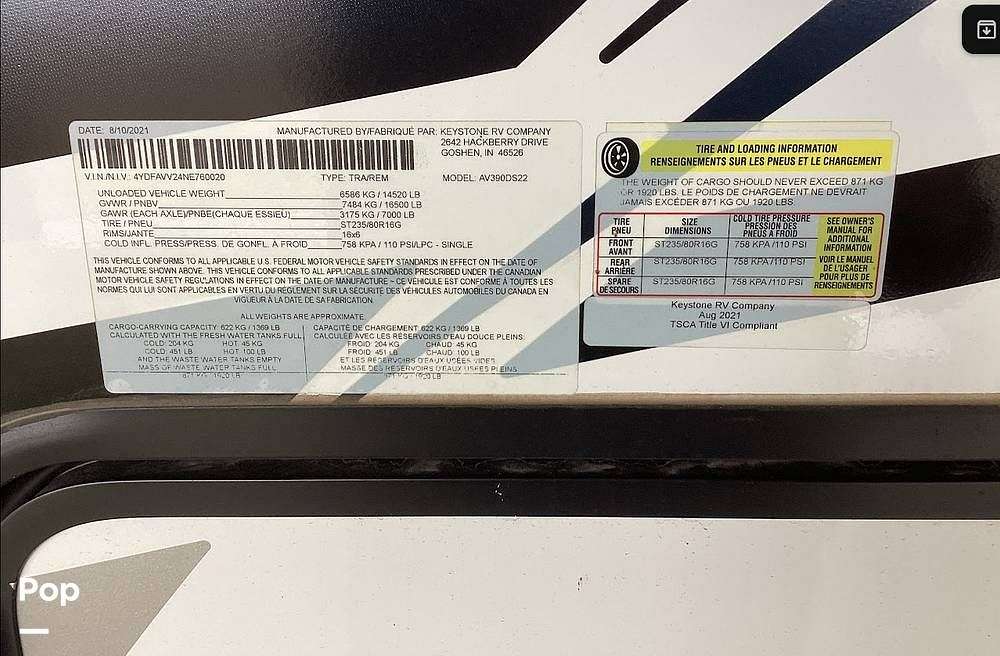 DATE: 8/10/2021 MANUFACTURED BY/FABRIQUÉ PAR: KEYSTONE RV COMPANY
2642 HACKBERRY DRIVE
GOSHEN, IN 46526
V.I.N./N.I.V.: 4YDFAVV24NE760020 TYPE: TRA/REM MODEL: AV390DS22
UNLOADED VEHICLE WEIGHT 6586 KG / 14520 LB
GVWR / PNBV 7484 KG / 16500 LB
GAWR (EACH AXLE)/PNBE(CHAQUE ESSIEU) 3175 KG / 7000 LB
TIRE / PNEU ST235/80R16G
RIMS/JANTE 16x6
COLD INFL. PRESS/PRESS. DE GONFL. À FROID 758 KPA / 110 PSI/LPC - SINGLE
THIS VEHICLE CONFORMS TO ALL APPLICABLE U.S. FEDERAL MOTOR VEHICLE SAFETY STANDARDS IN EFFECT ON THE DATE OF
MANUFACTURE SHOWN ABOVE. THIS VEHICLE CONFORMS TO ALL APPLICABLE STANDARDS PRESCRIBED UNDER THE CANADIAN
MOTOR VEHICLE SAFETY REGULATIONS IN EFFECT ON THE DATE OF MANUFACTURE – CE VÉHICULE EST CONFORME À TOUTES LES
NORMES QUI LUI SONT APPLICABLES EN VERTU DU RÈGLEMENT SUR LA SÉCURITÉ DES VÉHICULES AUTOMOBILES DU CANADA EN
VIGUEUR À LA DATE DE SA FABRICATION.
ALL WEIGHTS ARE APPROXIMATE.
CARGO-CARRYING CAPACITY: 622 KG / 1369 LB
CALCULATED WITH THE FRESH WATER TANKS FULL
COLD: 204 KG HOT: 45 KG
COLD: 451 LB HOT: 100 LB
AND THE WASTE WATER TANKS EMPTY
MASS OF WASTE WATER TANKS FULL
871 KG / 1920 LB
CAPACITÉ DE CHARGEMENT: 622 KG / 1369 LB
CALCULÉE AVEC LES RÉSERVOIRS D'EAU DOUCE PLEINS:
FROID: 204 KG CHAUD: 45 KG
FROID: 451 LB CHAUD: 100 LB
ET LES RÉSERVOIRS D'EAUX USÉES VIDES
MASSE DES RÉSERVOIRS D'EAUX USÉES PLEINS
871 KG / 1920 LB
TIRE AND LOADING INFORMATION
RENSEIGNEMENTS SUR LES PNEUS ET LE CHARGEMENT
THE WEIGHT OF CARGO SHOULD NEVER EXCEED 871 KG
OR 1920 LBS. LE POIDS DE CHARGEMENT NE DEVRAIT
JAMAIS EXCÉDER 871 KG OU 1920 LBS.
TIRE SIZE COLD TIRE PRESSURE
PNEU DIMENSIONS PRESSION DES
PNEUS A FROID
FRONT ST235/80R16G 758 KPA /110 PSI
AVANT
REAR ST235/80R16G 758 KPA /110 PSI
ARRIÈRE
SPARE ST235/80R16G 758 KPA /110 PSI
DE SECOURS
SEE OWNER'S
MANUAL FOR
ADDITIONAL
INFORMATION
VOIR LE MANUEL
DE L'USAGER
POUR PLUS DE
RENSEIGNEMENTS
Keystone RV Company
Aug 2021
TSCA Title VI Compliant
Pop